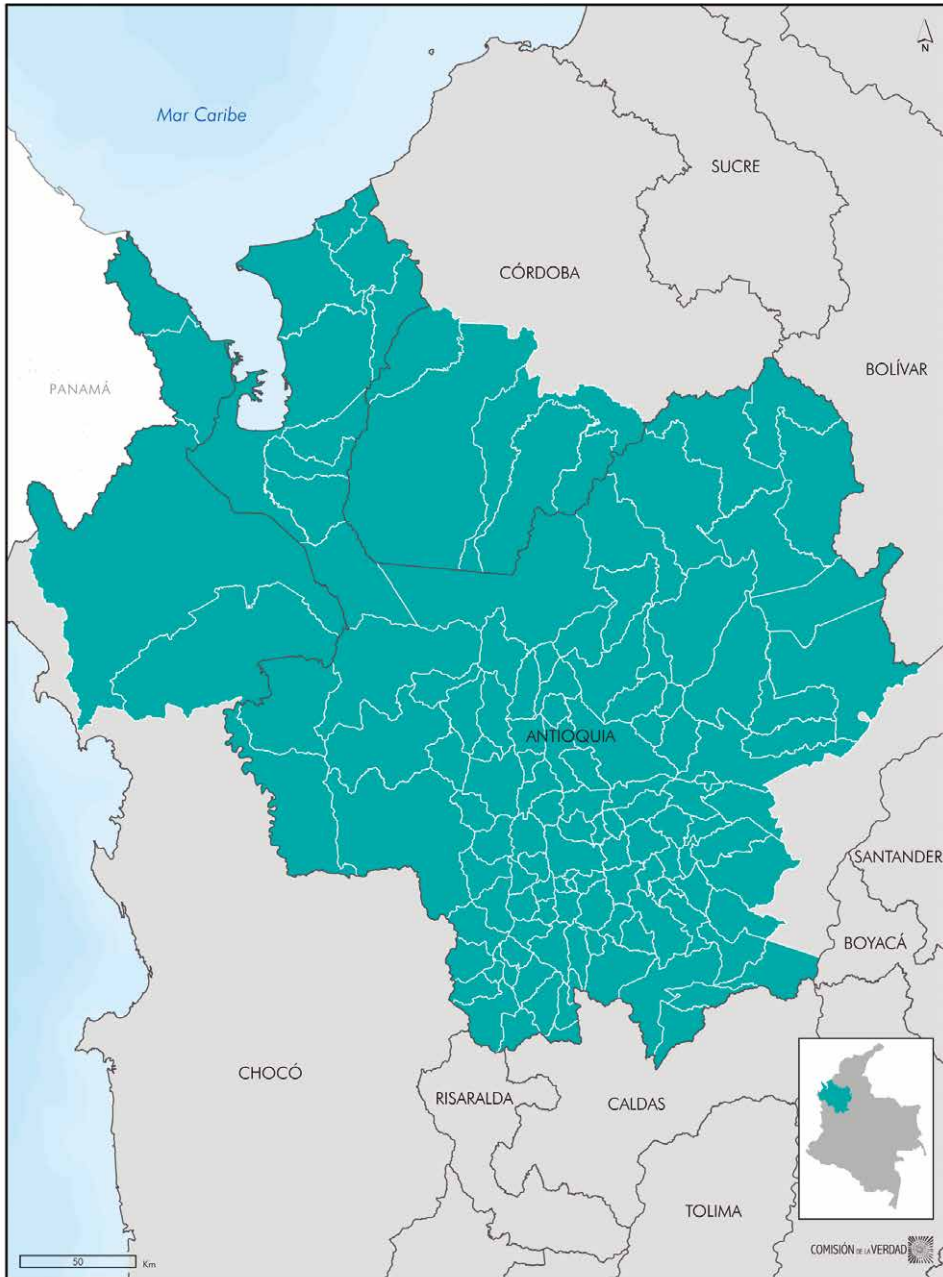 N
Mar Caribe
SUCRE
CÓRDOBA
BOLÍVAR
PANAMÁ
ANTIOQUIA
SANTANDER
BOYACÁ
CHOCÓ
RISARALDA
CALDAS
TOLIMA
COMISIÓN DE LA VERDAD
50
Km